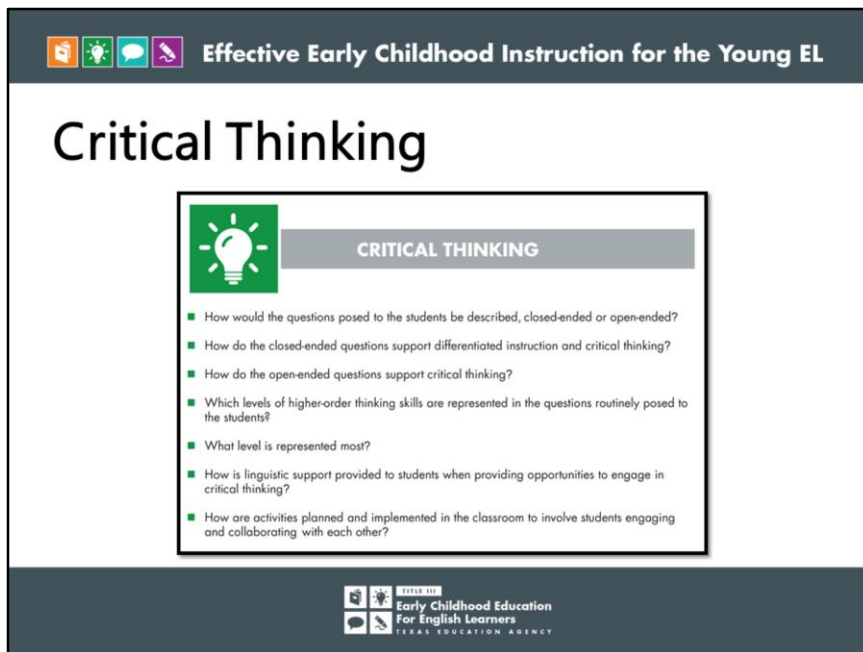 Effective Early Childhood Instruction for the Young EL
Critical Thinking
CRITICAL THINKING
How would the questions posed to the students be described, closed-ended or open-ended?
How do the closed-ended questions support differentiated instruction and critical thinking?
How do the open-ended questions support critical thinking?
Which levels of higher-order thinking skills are represented in the questions routinely posed to
the students?
What level is represented most?
How is linguistic support provided to students when providing opportunities to engage in
critical thinking?
How are activities planned and implemented in the classroom to involve students engaging
and collaborating with each other?
TITLE III
Early Childhood Education
For English Learners
TEXAS EDUCATION AGENCY